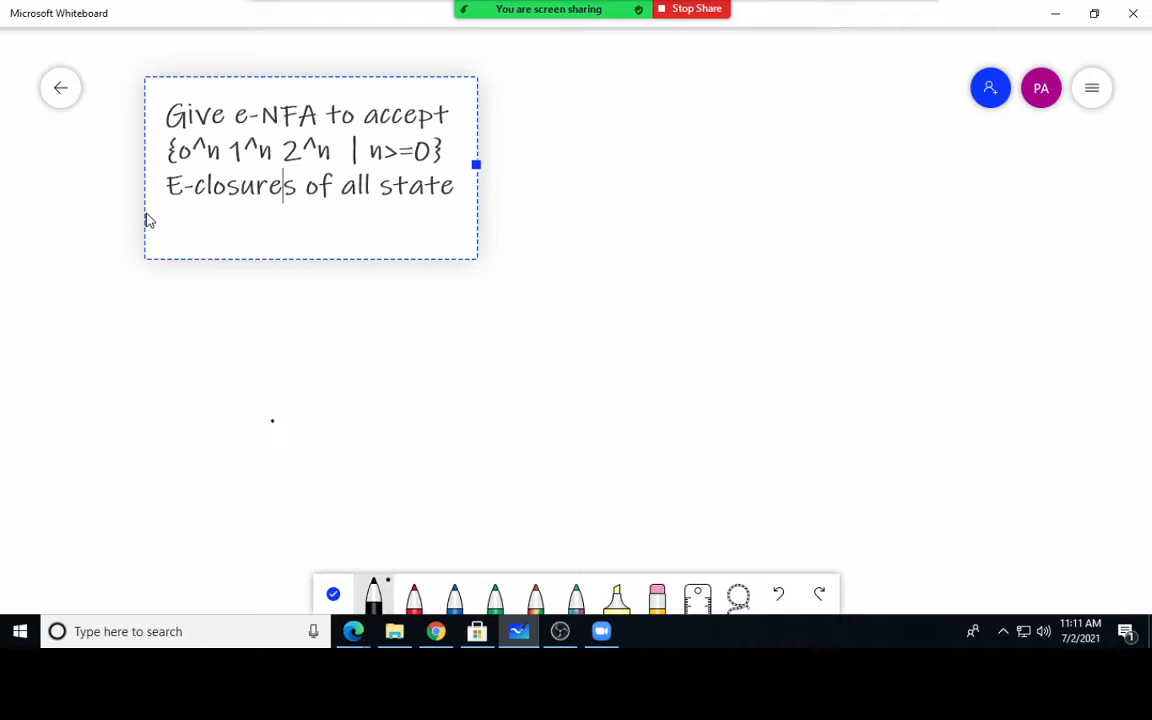 Microsoft Whiteboard
You are screen sharing
Stop Share
PA
Give e-NFA to accept
{0^n 1^n 2^n | n>=0}
E-closures of all state
Type here to search
11:11 AM
7/2/2021
1